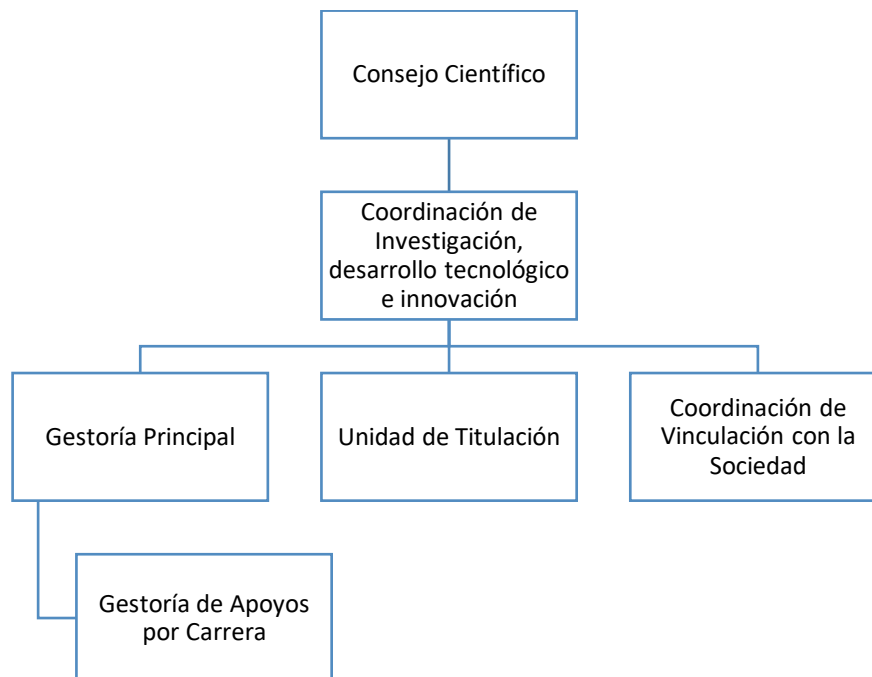 Consejo Científico
Coordinación de
Investigación,
desarrollo tecnológico
e innovación
Gestoría Principal
Unidad de Titulación
Coordinación de
Vinculación con la
Sociedad
Gestoría de Apoyos
por Carrera